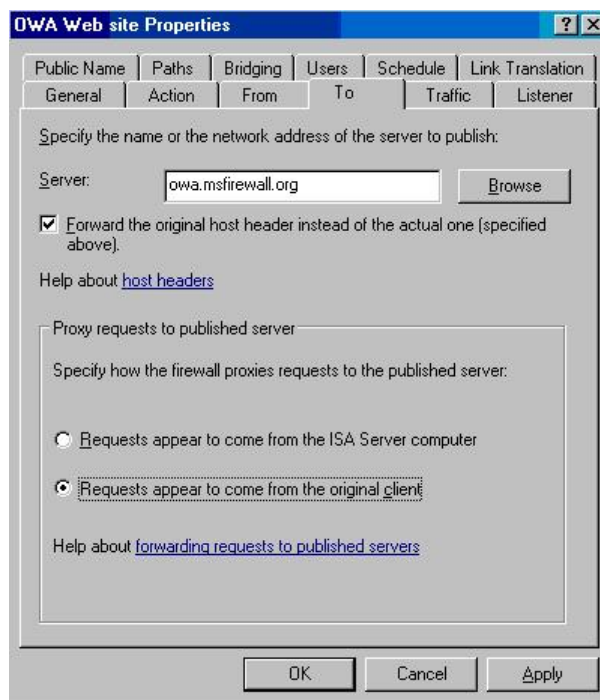 OWA Web site Properties
Public Name Paths Bridging Users Schedule Link Translation
General Action From To Traffic Listener
Specify the name or the network address of the server to publish:
Server: owa.msfirewall.org Browse
Forward the original host header instead of the actual one (specified
above).
Help about host headers
Proxy requests to published server
Specify how the firewall proxies requests to the published server:
Requests appear to come from the ISA Server computer
Requests appear to come from the original client
Help about forwarding requests to published servers
OK Cancel Apply